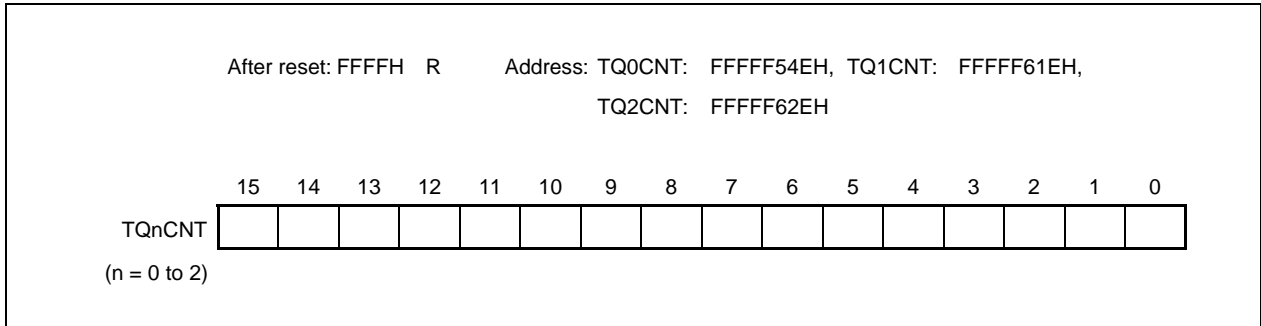 After reset: FFFFH R Address: TQ0CNT: FFFFF54EH, TQ1CNT: FFFFF61EH,
TQ2CNT: FFFFF62EH
15 14 13 12 11 10 9 8 7 6 5 4 3 2 1 0
TQnCNT
(n = 0 to 2)